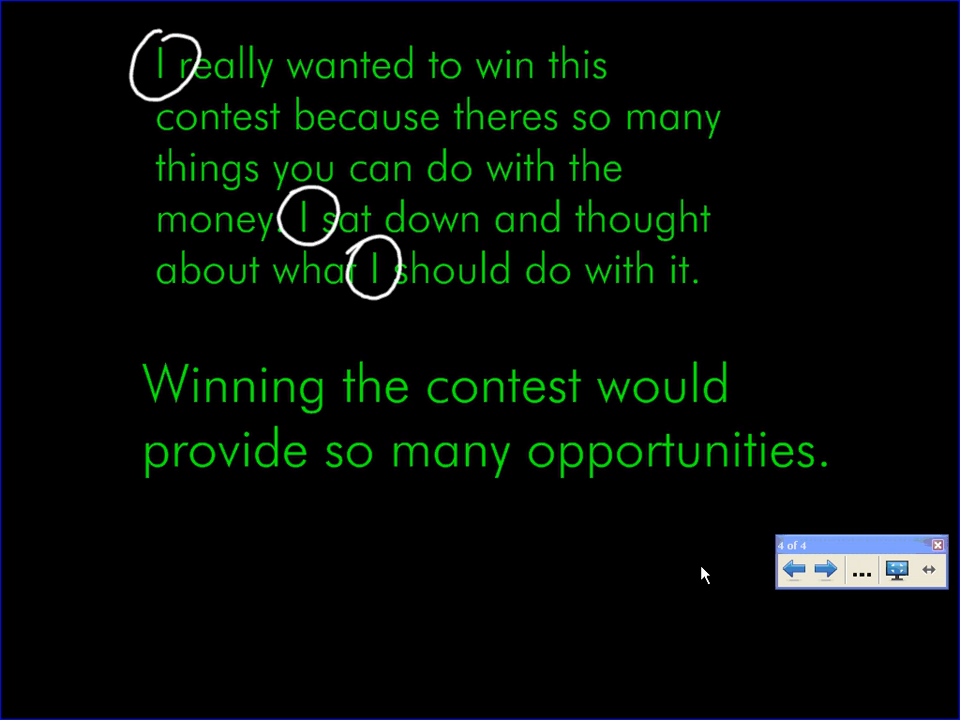 I really wanted to win this
contest because theres so many
things you can do with the
money. I sat down and thought
about what I should do with it.
Winning the contest would
provide so many opportunities.
4 of 4